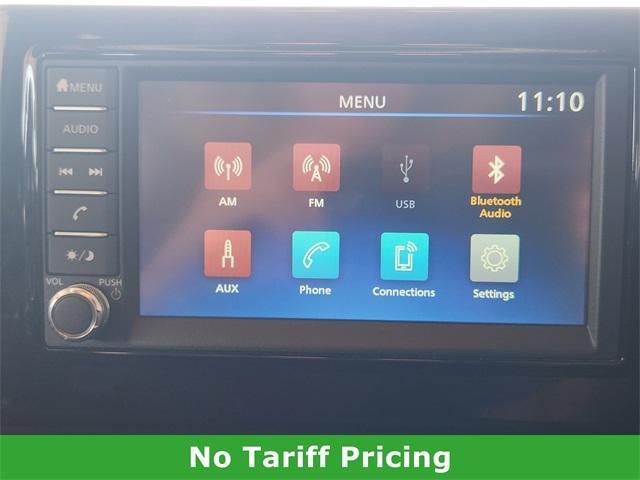 MENU
MENU
11:10
AUDIO
AM
FM
USB
Bluetooth
Audio
AUX
Phone
Connections
Settings
VOL
PUSH
No Tariff Pricing